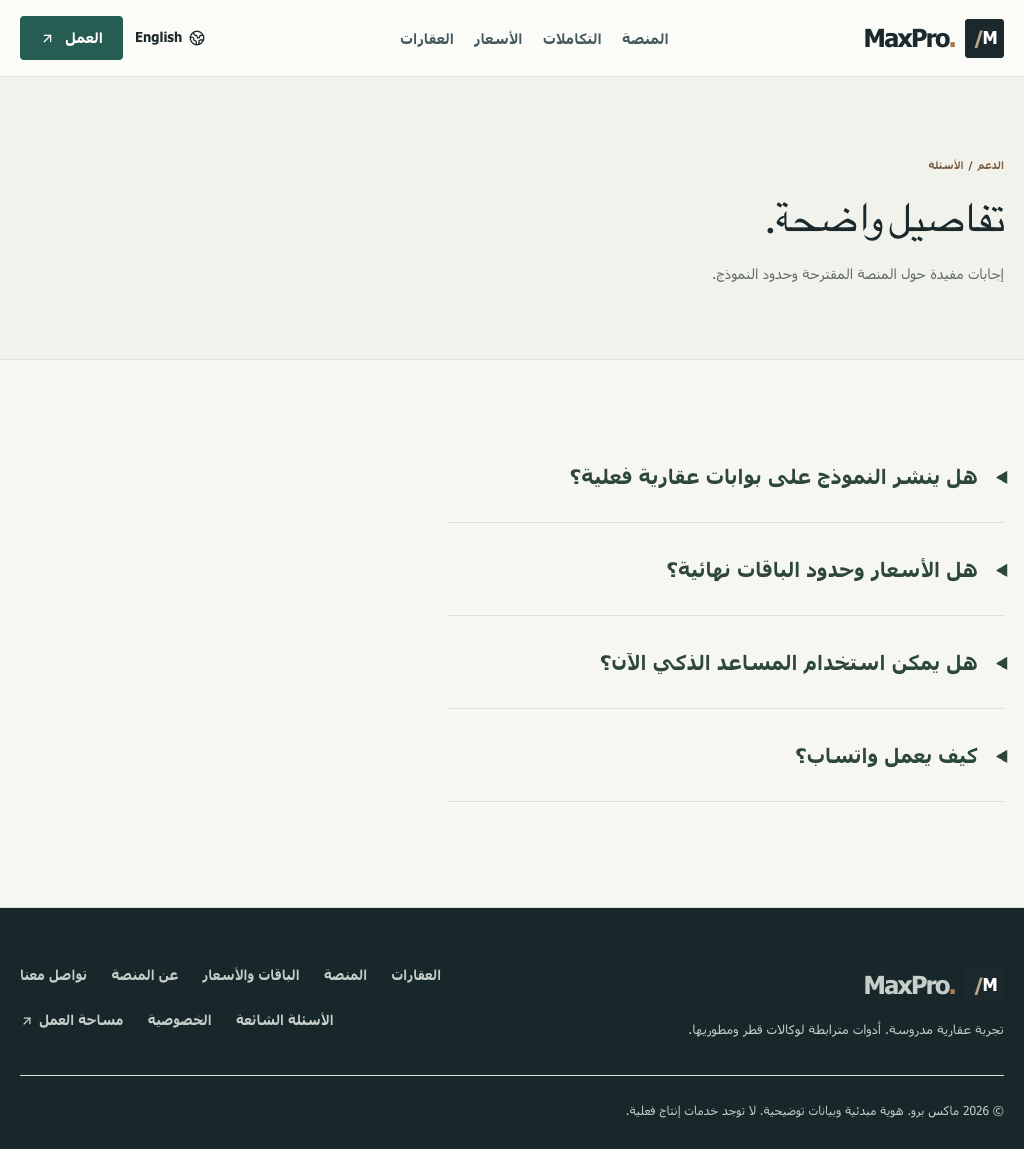 M/ MaxPro.
المنصة التكاملات الأسعار العقارات
English
العمل
الدعم / الأسئلة
تفاصيل واضحة.
إجابات مفيدة حول المنصة المقترحة وحدود النموذج.
هل ينشر النموذج على بوابات عقارية فعلية؟
هل الأسعار وحدود الباقات نهائية؟
هل يمكن استخدام المساعد الذكي الآن؟
كيف يعمل واتساب؟
M/ MaxPro.
تجربة عقارية مدروسة. أدوات مترابطة لوكالات قطر ومطوريها.
العقارات المنصة الباقات والأسعار عن المنصة تواصل معنا
الأسئلة الشائعة الخصوصية مساحة العمل
© 2026 ماكس برو. هوية مبدئية وبيانات توضيحية. لا توجد خدمات إنتاج فعلية.